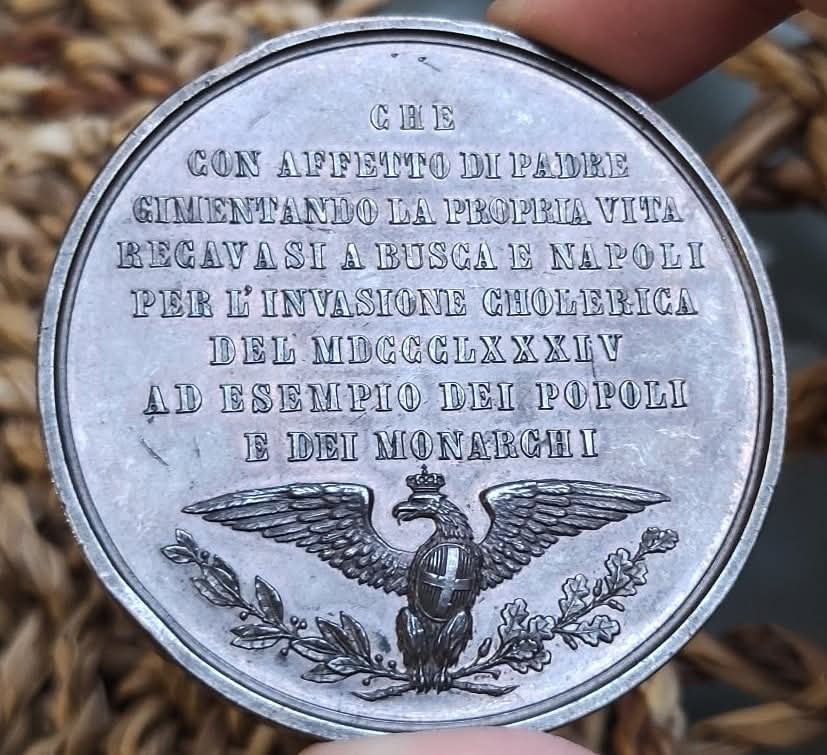 CHE
CON AFFETTO DI PADRE
CIMENTANDO LA PROPRIA VITA
RECAVASI A BUSCA E NAPOLI
PER L'INVASIONE CHOLERICA
DEL MDCCCLXXXIV
AD ESEMPIO DEI POPOLI
E DEI MONARCHI